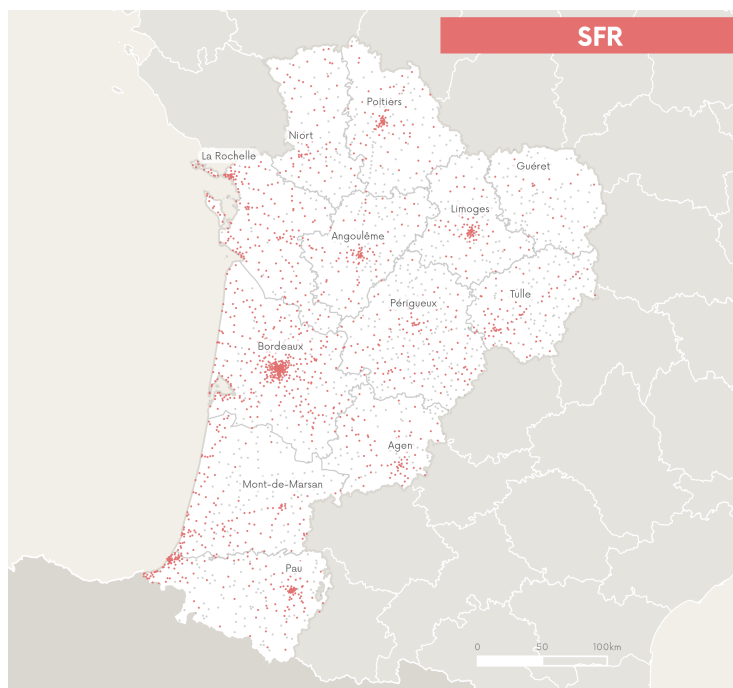 SFR
Poitiers
Niort
La Rochelle
Guéret
Limoges
Angoulême
Tulle
Périgueux
Bordeaux
Agen
Mont-de-Marsan
Pau
0 50 100km